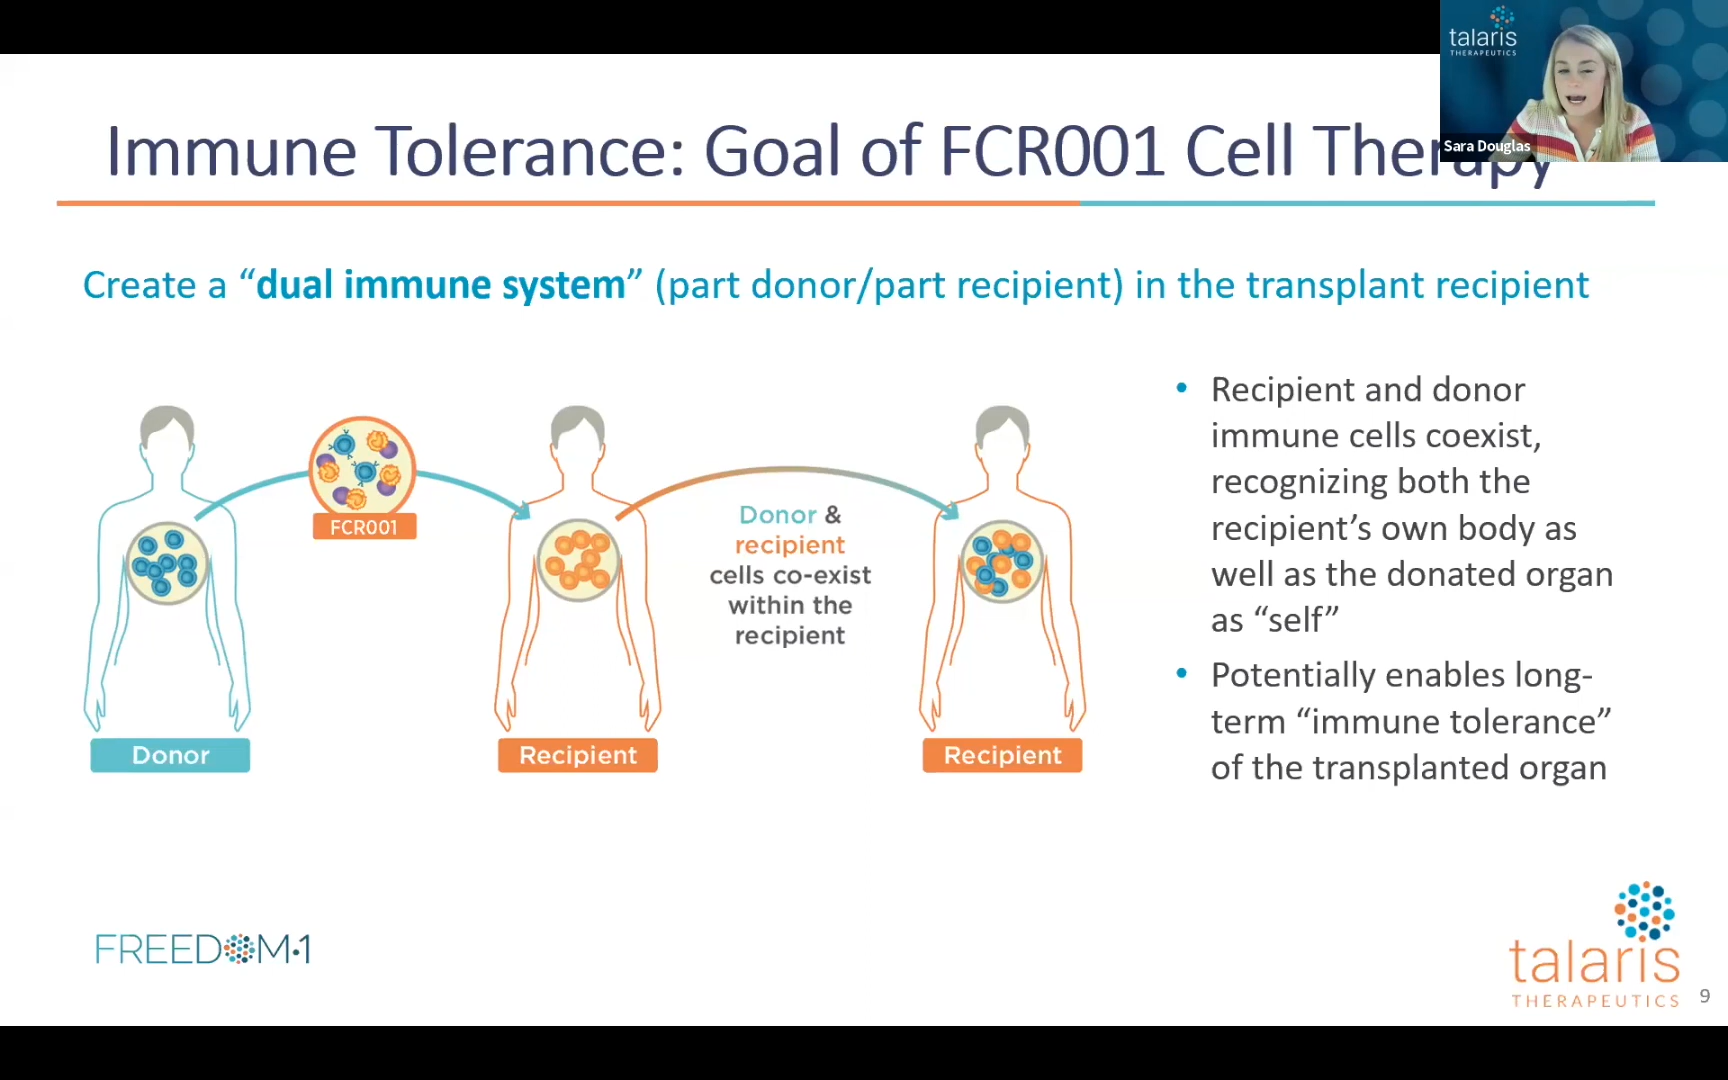 talaris
THERAPEUTICS
Sara Douglas
Immune Tolerance: Goal of FCR001 Cell Therapy
Create a “dual immune system” (part donor/part recipient) in the transplant recipient
FCR001
Donor &
recipient
cells co-exist
within the
recipient
Donor
Recipient
Recipient
• Recipient and donor
immune cells coexist,
recognizing both the
recipient’s own body as
well as the donated organ
as “self”
• Potentially enables long-
term “immune tolerance”
of the transplanted organ
FREEDOM·1
talaris
THERAPEUTICS
9